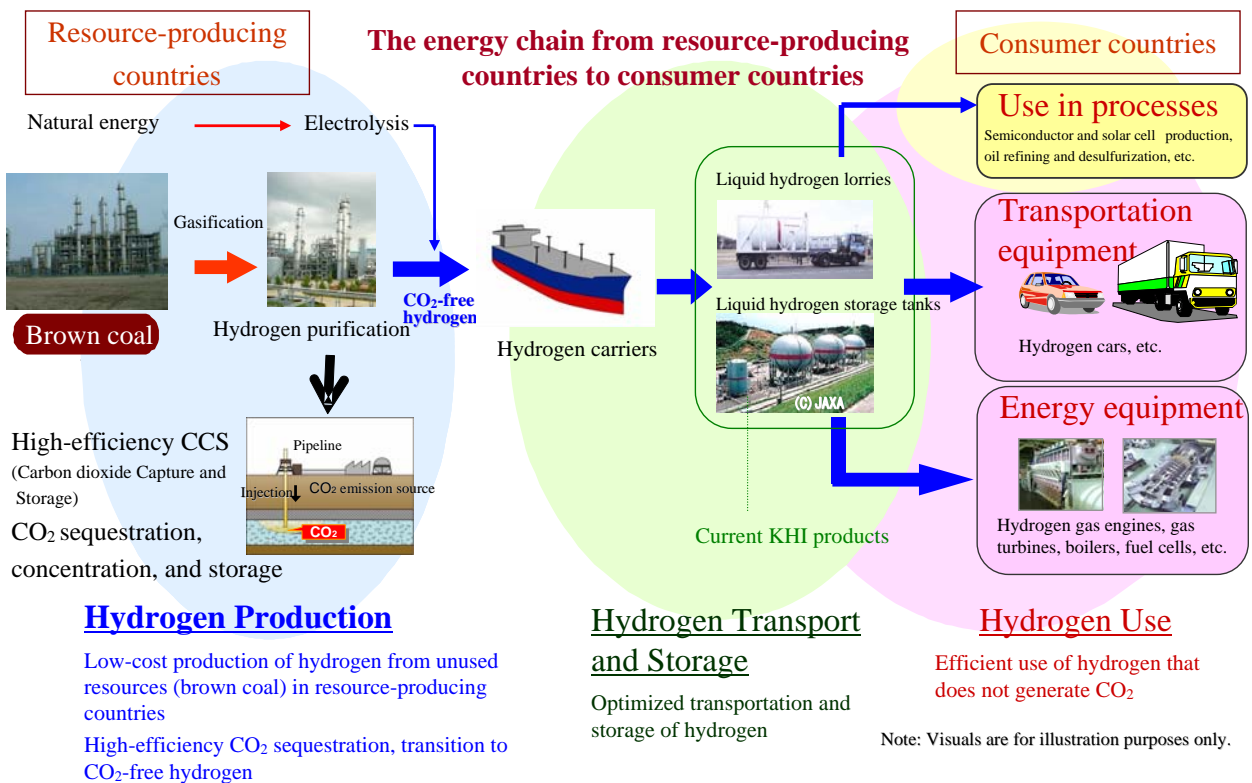 Resource-producing
countries
The energy chain from resource-producing
countries to consumer countries
Consumer countries
Natural energy
Electrolysis
Gasification
Brown coal
Hydrogen purification
CO₂-free
hydrogen
Hydrogen carriers
Liquid hydrogen lorries
Liquid hydrogen storage tanks
(C) JAXA
Current KHI products
Use in processes
Semiconductor and solar cell production,
oil refining and desulfurization, etc.
Transportation
equipment
Hydrogen cars, etc.
Energy equipment
Hydrogen gas engines, gas
turbines, boilers, fuel cells, etc.
High-efficiency CCS
(Carbon dioxide Capture and
Storage)
CO₂ sequestration,
concentration, and storage
Pipeline
Injection
CO₂ emission source
CO₂
Hydrogen Production
Low-cost production of hydrogen from unused
resources (brown coal) in resource-producing
countries
High-efficiency CO₂ sequestration, transition to
CO₂-free hydrogen
Hydrogen Transport
and Storage
Optimized transportation and
storage of hydrogen
Hydrogen Use
Efficient use of hydrogen that
does not generate CO₂
Note: Visuals are for illustration purposes only.